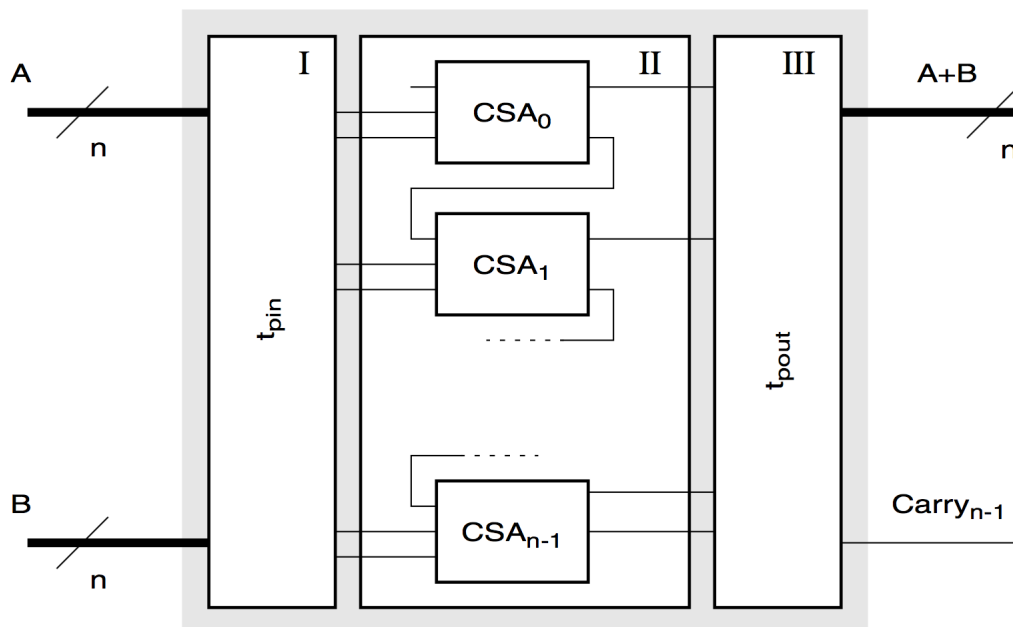 I
II
III
A
n
CSA0
A+B
n
CSA1
tpin
tpout
B
n
CSAn-1
Carryn-1